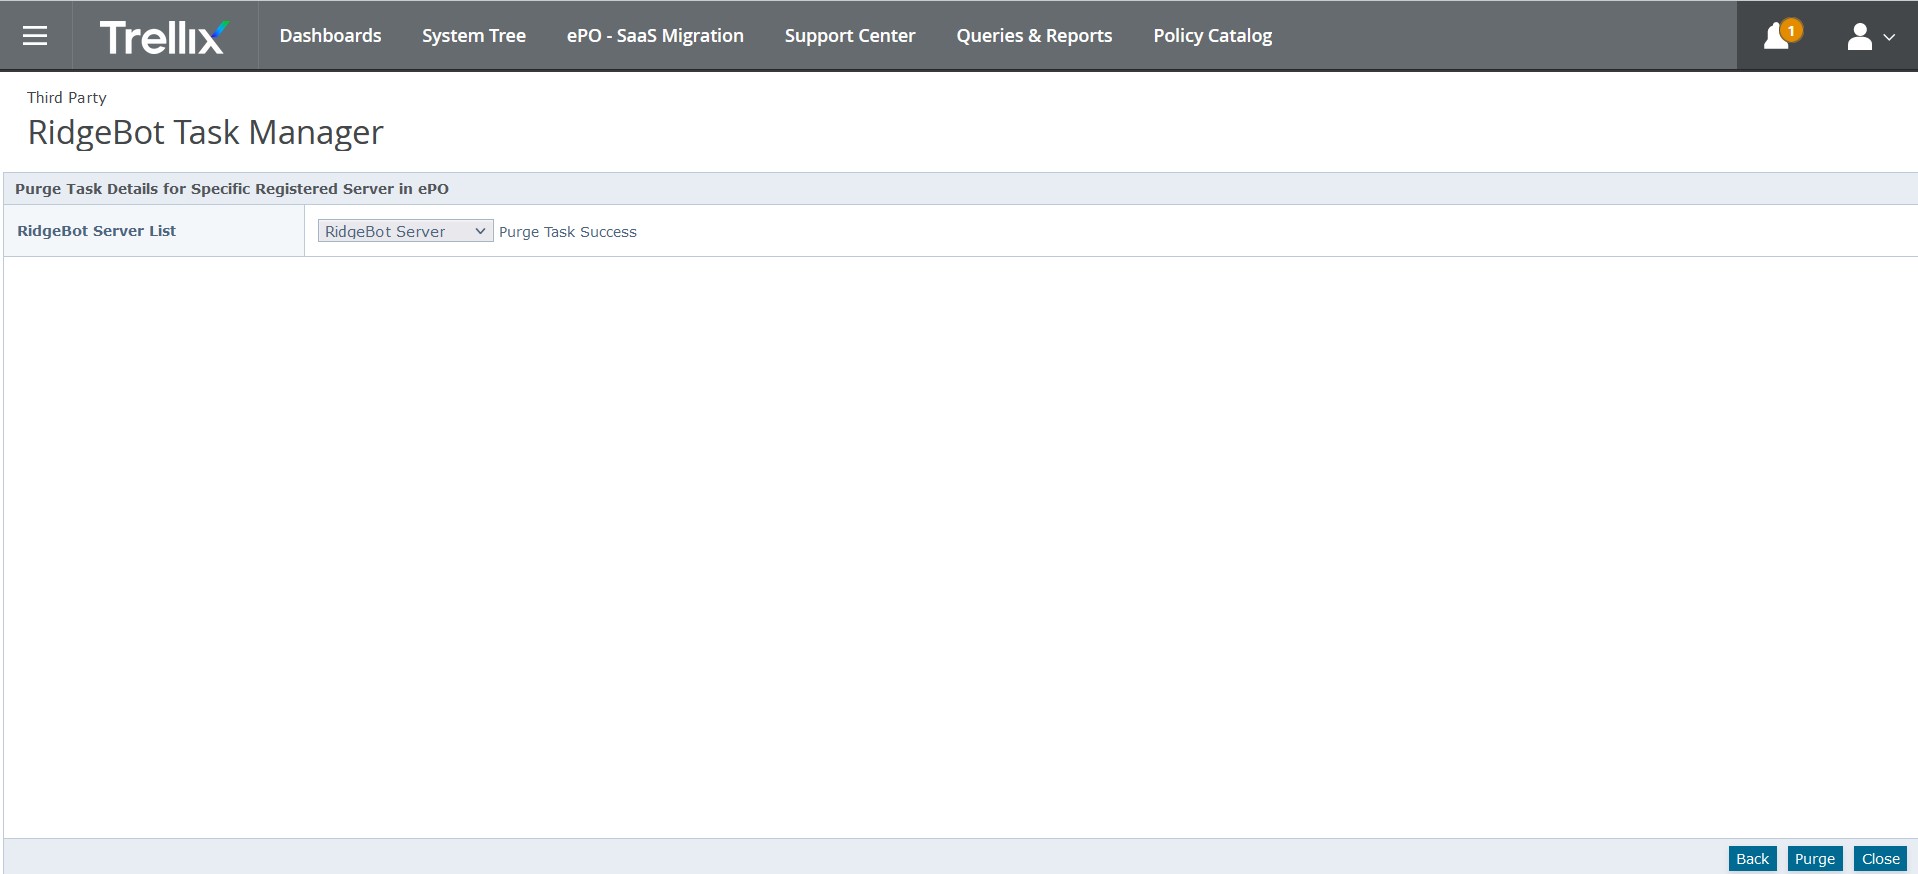 Trellix Dashboards System Tree ePO - SaaS Migration Support Center Queries & Reports Policy Catalog 1
Third Party
RidgeBot Task Manager
Purge Task Details for Specific Registered Server in ePO
RidgeBot Server List RidgeBot Server Purge Task Success
Back Purge Close